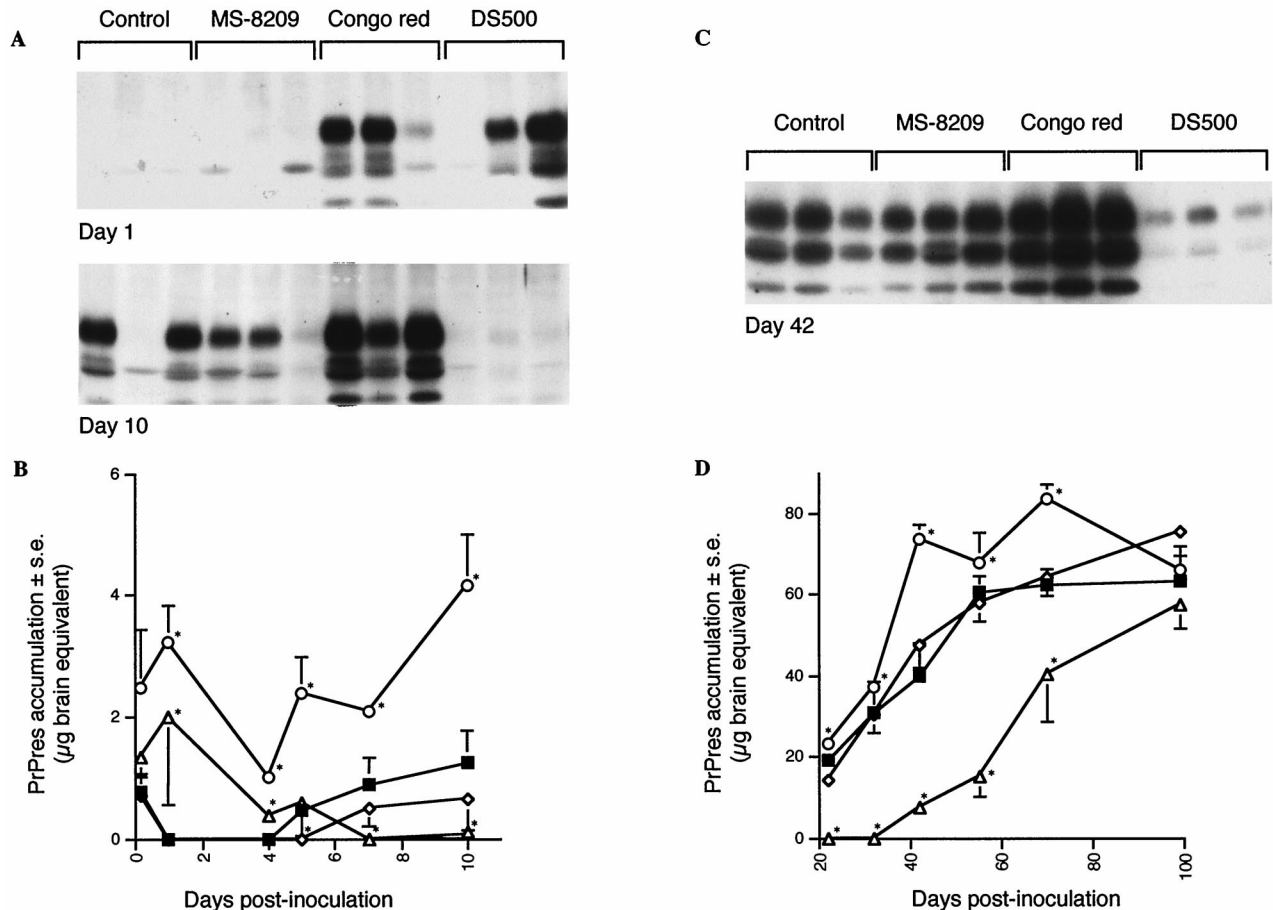 A
Control MS-8209 Congo red DS500
Day 1
Day 10
B
PrPres accumulation ± s.e.
(µg brain equivalent)
6
4
2
0
0 2 4 6 8 10
* * * * * * * * * *
Days post-inoculation
C
Control MS-8209 Congo red DS500
Day 42
D
PrPres accumulation ± s.e.
(µg brain equivalent)
80
60
40
20
0
20 40 60 80 100
* * * * * * * * * *
Days post-inoculation